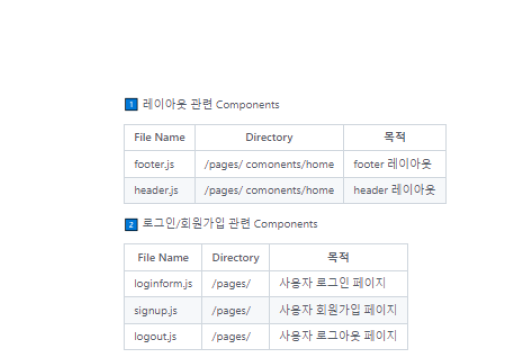 1 레이아웃 관련 Components
File Name Directory 목적
footer.js /pages/ comonents/home footer 레이아웃
header.js /pages/ comonents/home header 레이아웃
2 로그인/회원가입 관련 Components
File Name Directory 목적
loginform.js /pages/ 사용자 로그인 페이지
signup.js /pages/ 사용자 회원가입 페이지
logout.js /pages/ 사용자 로그아웃 페이지